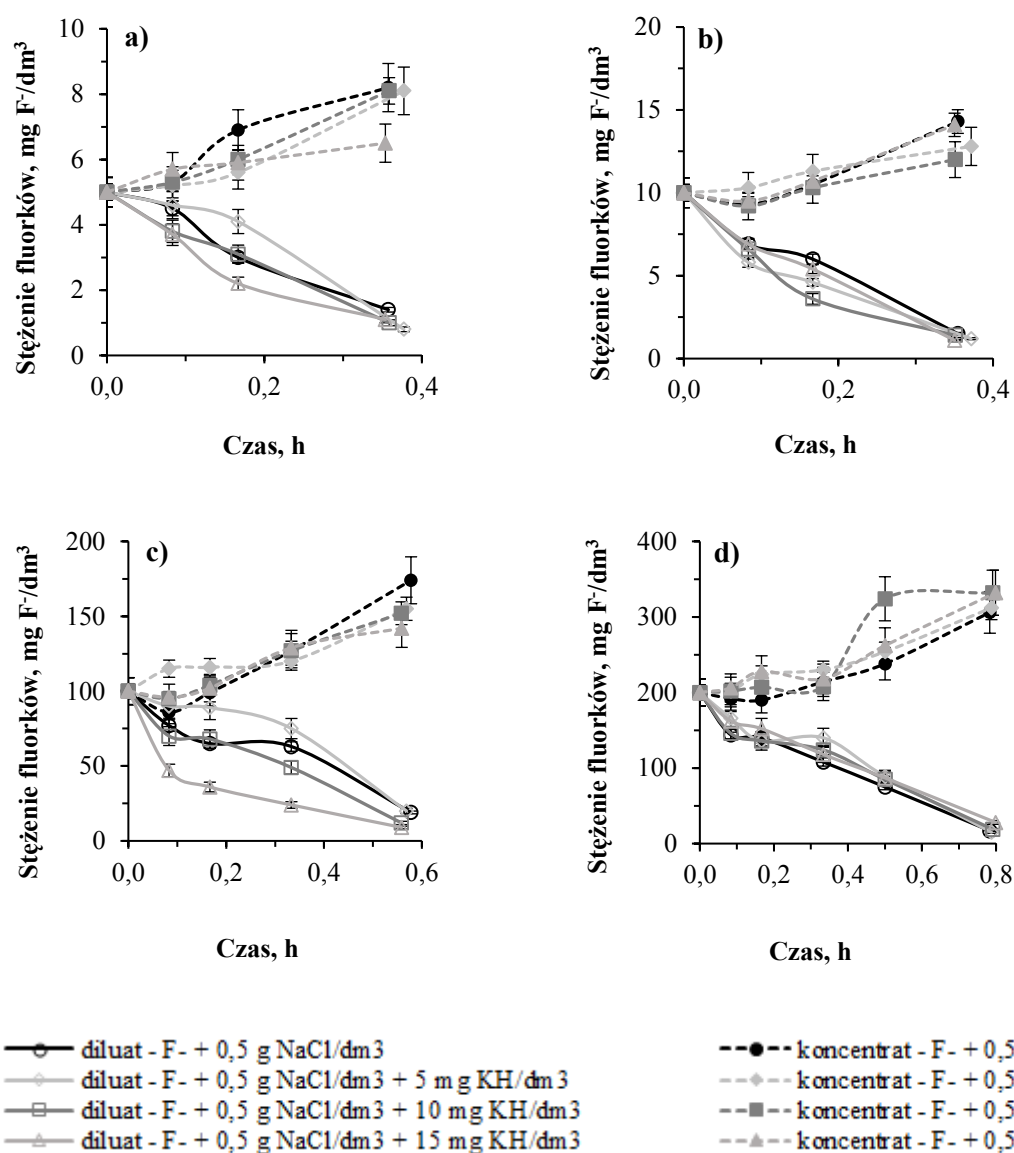 a)
Stężenie fluorków, mg F-/dm³
10
8
6
4
2
0
0,0 0,2 0,4
Czas, h
b)
Stężenie fluorków, mg F-/dm³
20
15
10
5
0
0,0 0,2 0,4
Czas, h
c)
Stężenie fluorków, mg F-/dm³
200
150
100
50
0
0,0 0,2 0,4 0,6
Czas, h
d)
Stężenie fluorków, mg F-/dm³
400
300
200
100
0
0,0 0,2 0,4 0,6 0,8
Czas, h
diluat - F- + 0,5 g NaCl/dm3
diluat - F- + 0,5 g NaCl/dm3 + 5 mg KH/dm3
diluat - F- + 0,5 g NaCl/dm3 + 10 mg KH/dm3
diluat - F- + 0,5 g NaCl/dm3 + 15 mg KH/dm3
koncentrat - F- + 0,5
koncentrat - F- + 0,5
koncentrat - F- + 0,5
koncentrat - F- + 0,5